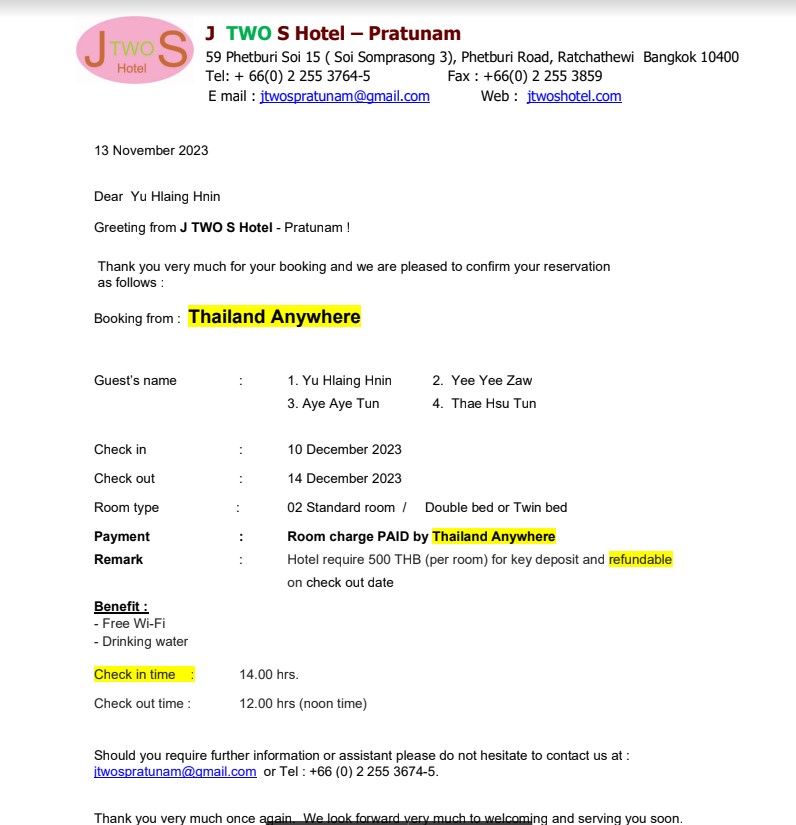 J TWO S
Hotel
J TWO S Hotel – Pratunam
59 Phetburi Soi 15 ( Soi Somprasong 3), Phetburi Road, Ratchathewi Bangkok 10400
Tel: + 66(0) 2 255 3764-5 Fax : +66(0) 2 255 3859
E mail : jtwospratunam@gmail.com Web : jtwoshotel.com
13 November 2023
Dear Yu Hlaing Hnin
Greeting from J TWO S Hotel - Pratunam !
Thank you very much for your booking and we are pleased to confirm your reservation
as follows :
Booking from : Thailand Anywhere
Guest's name : 1. Yu Hlaing Hnin 2. Yee Yee Zaw
3. Aye Aye Tun 4. Thae Hsu Tun
Check in : 10 December 2023
Check out : 14 December 2023
Room type : 02 Standard room / Double bed or Twin bed
Payment : Room charge PAID by Thailand Anywhere
Remark : Hotel require 500 THB (per room) for key deposit and refundable
on check out date
Benefit :
- Free Wi-Fi
- Drinking water
Check in time : 14.00 hrs.
Check out time : 12.00 hrs (noon time)
Should you require further information or assistant please do not hesitate to contact us at :
jtwospratunam@gmail.com or Tel : +66 (0) 2 255 3674-5.
Thank you very much once again. We look forward very much to welcoming and serving you soon.